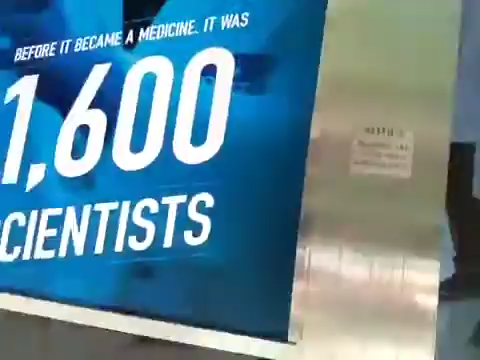 BEFORE IT BECAME A MEDICINE, IT WAS
1,600
CIENTISTS